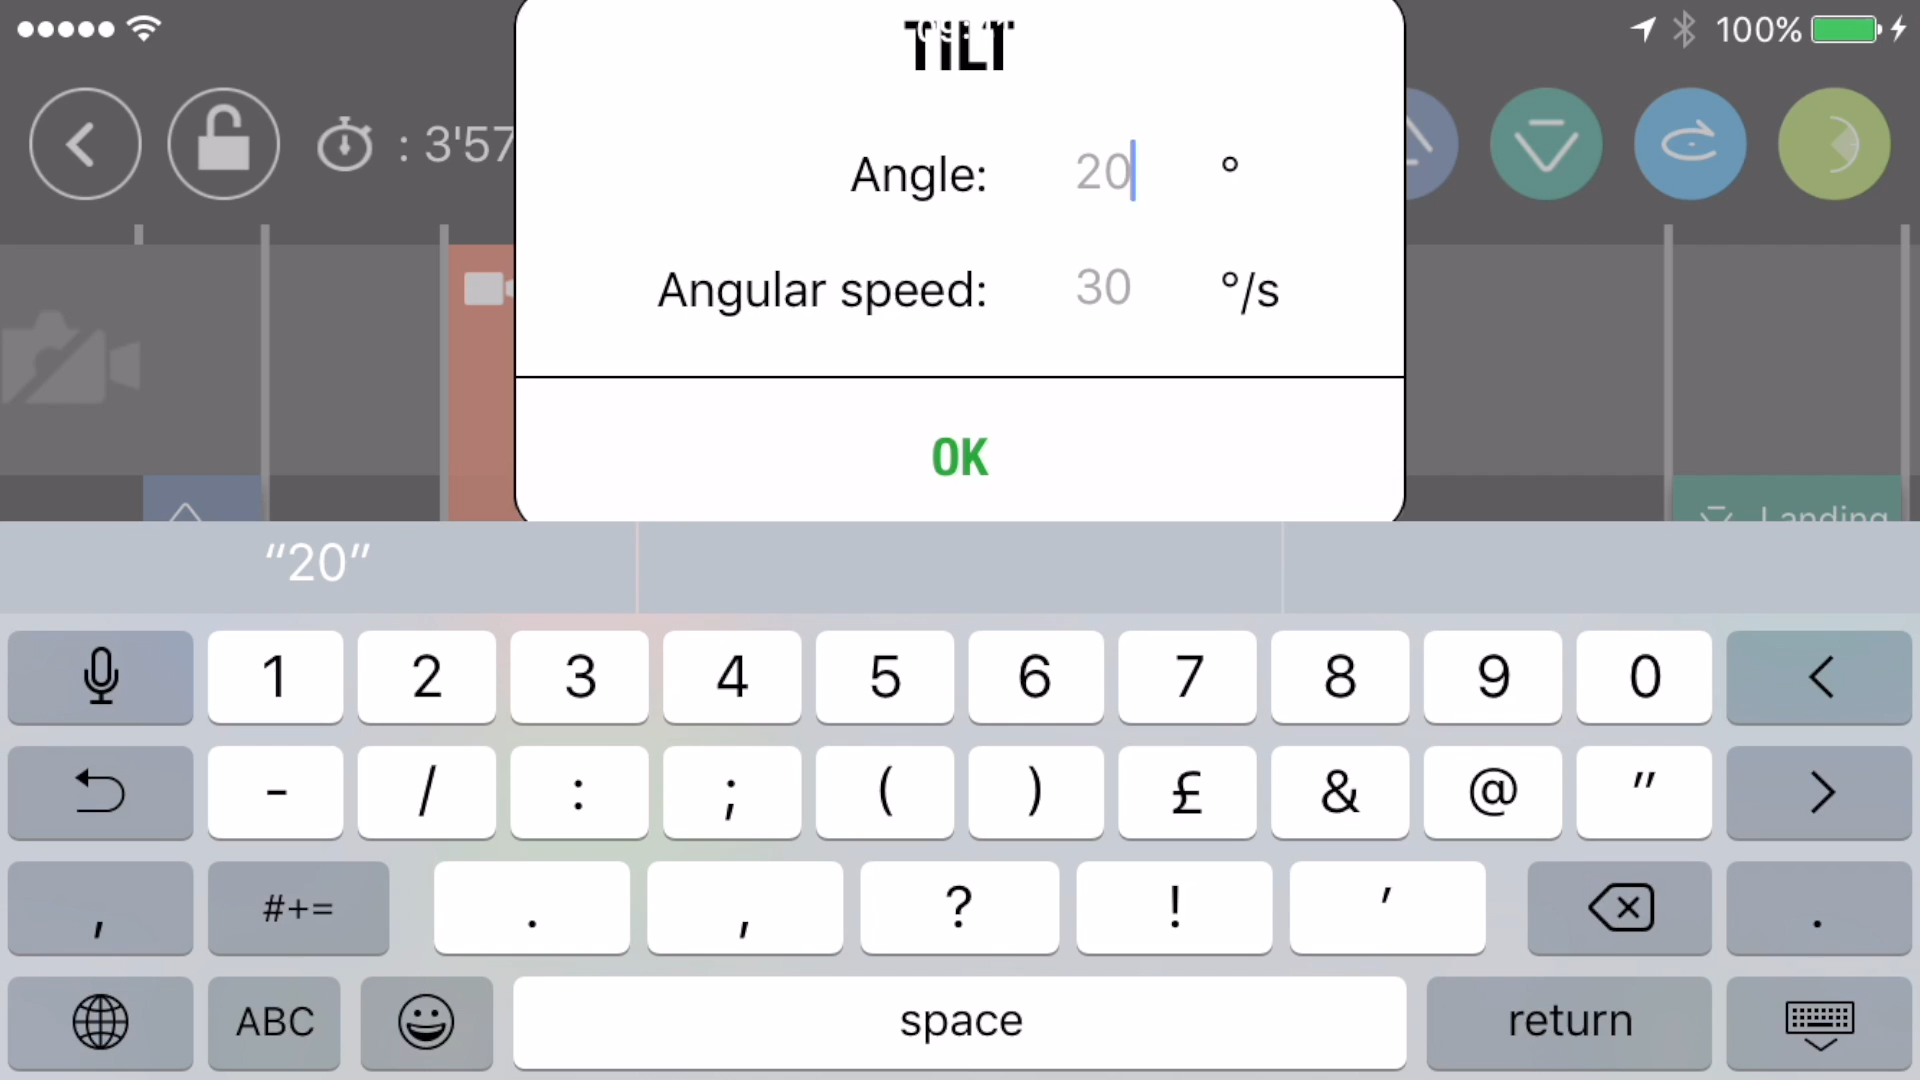 100%
TILT
: 3'57
Angle: 20 °
Angular speed: 30 °/s
OK
Landing
"20"
1 2 3 4 5 6 7 8 9 0 <
- / : ; ( ) £ & @ " >
, #+= . , ? ! ' .
ABC space return